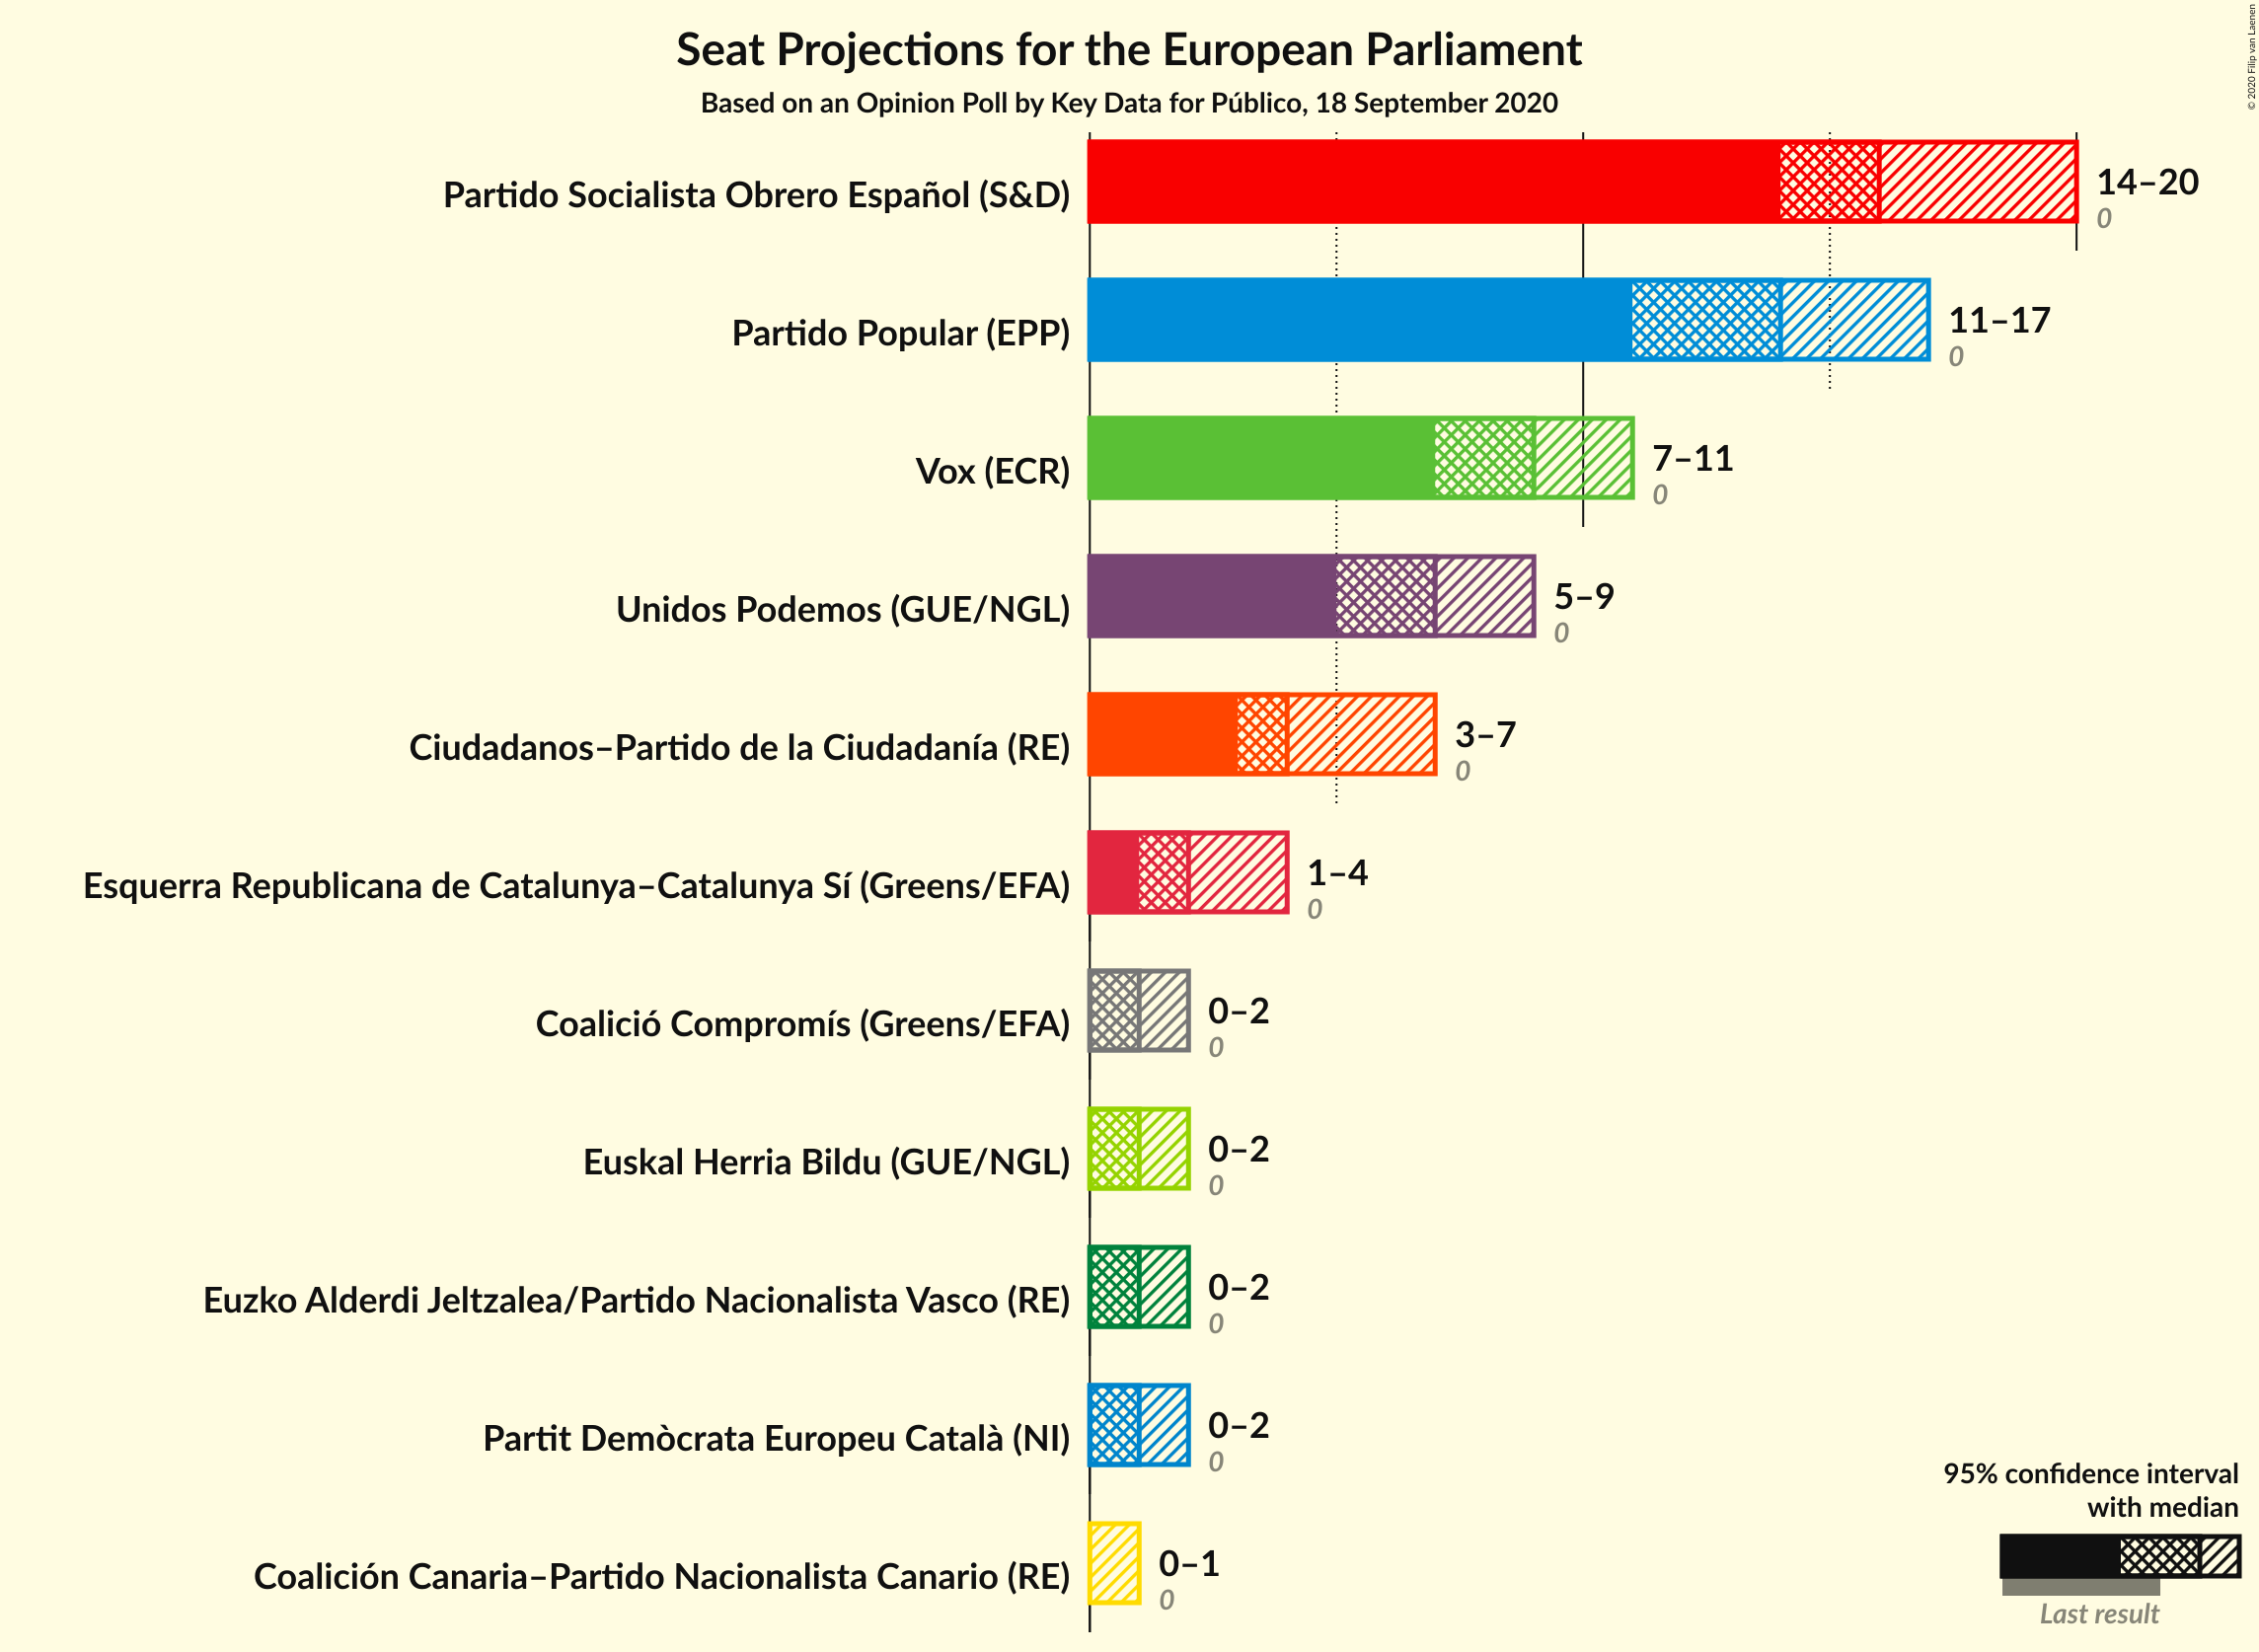 Seat Projections for the European Parliament
Based on an Opinion Poll by Key Data for Público, 18 September 2020
© 2020 Filip van Laenen
Partido Socialista Obrero Español (S&D)
14–20
0
Partido Popular (EPP)
11–17
0
Vox (ECR)
7–11
0
Unidos Podemos (GUE/NGL)
5–9
0
Ciudadanos–Partido de la Ciudadanía (RE)
3–7
0
Esquerra Republicana de Catalunya–Catalunya Sí (Greens/EFA)
1–4
0
Coalició Compromís (Greens/EFA)
0–2
0
Euskal Herria Bildu (GUE/NGL)
0–2
0
Euzko Alderdi Jeltzalea/Partido Nacionalista Vasco (RE)
0–2
0
Partit Demòcrata Europeu Català (NI)
0–2
0
Coalición Canaria–Partido Nacionalista Canario (RE)
0–1
0
95% confidence interval
with median
Last result